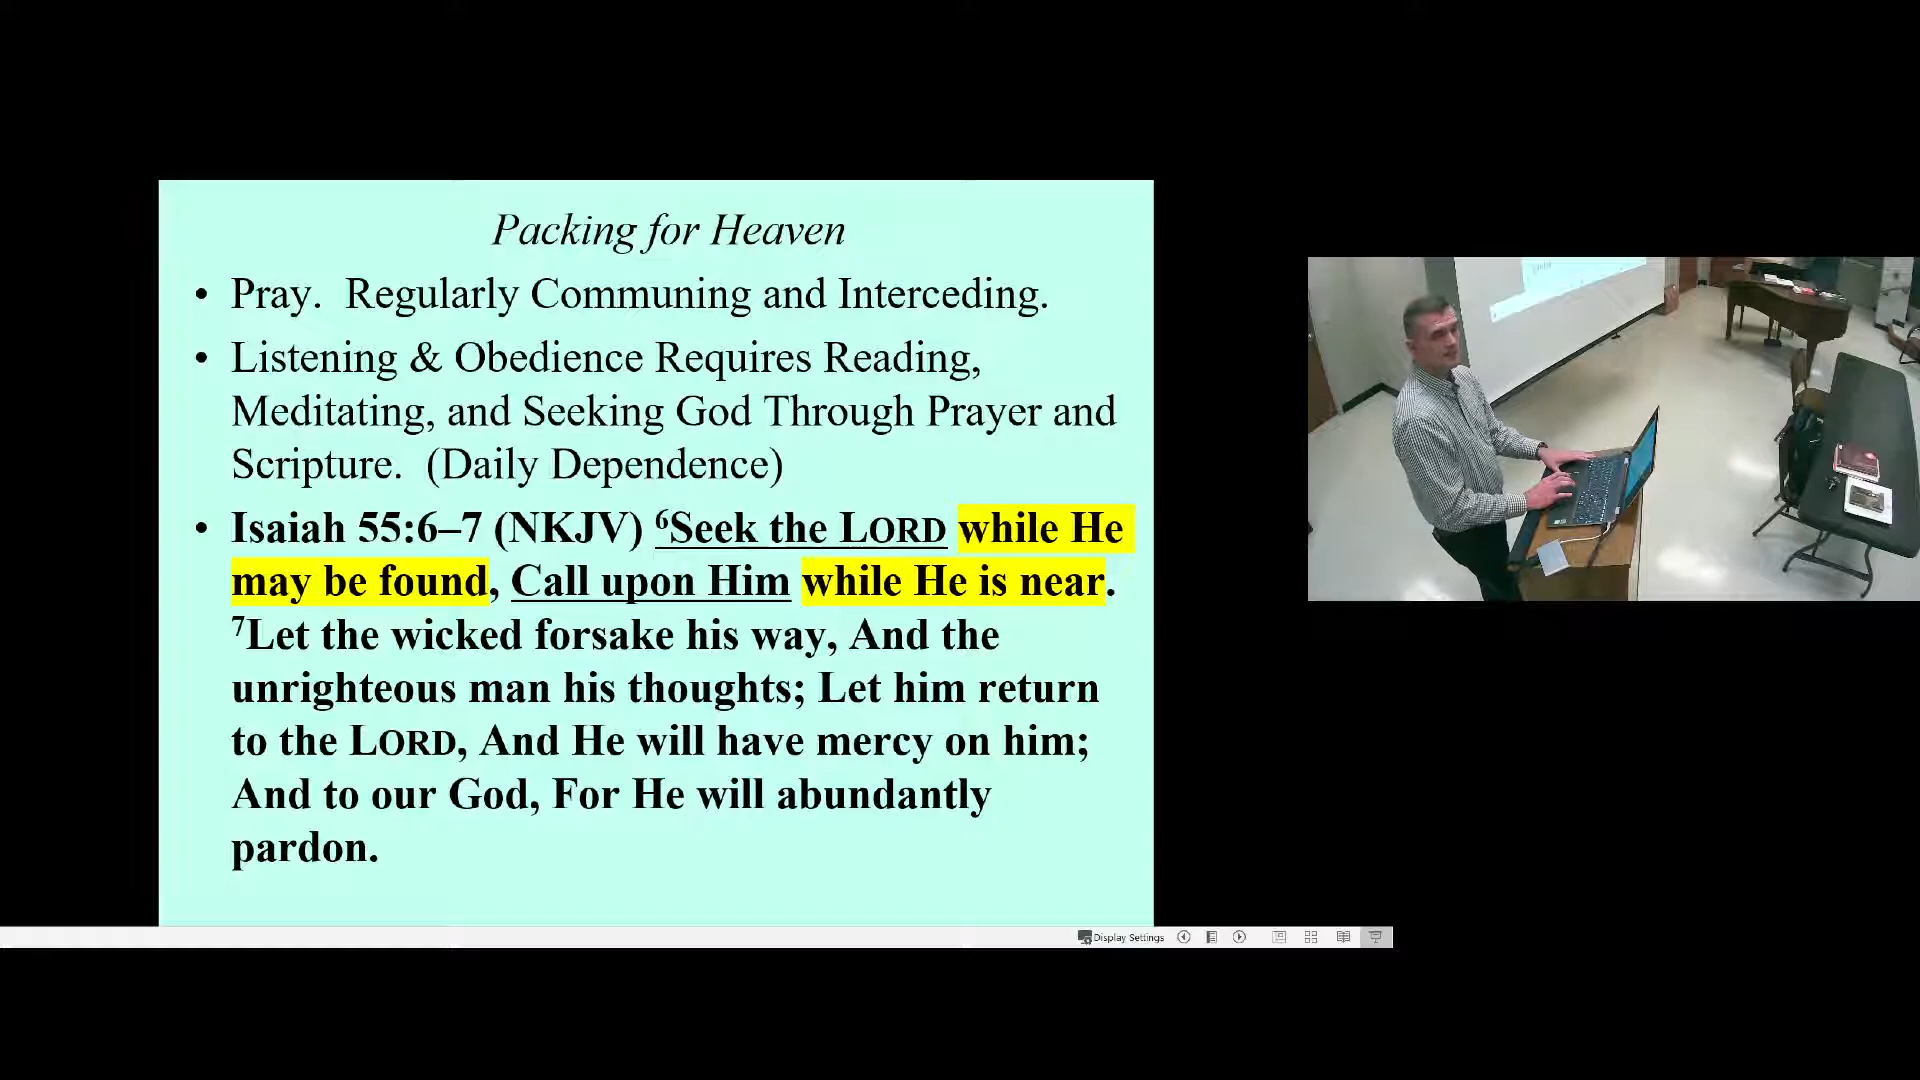 Packing for Heaven
• Pray.  Regularly Communing and Interceding.
• Listening & Obedience Requires Reading,
Meditating, and Seeking God Through Prayer and
Scripture.  (Daily Dependence)
• Isaiah 55:6–7 (NKJV) ⁶Seek the LORD while He
may be found, Call upon Him while He is near.
⁷Let the wicked forsake his way, And the
unrighteous man his thoughts; Let him return
to the LORD, And He will have mercy on him;
And to our God, For He will abundantly
pardon.
Display Settings